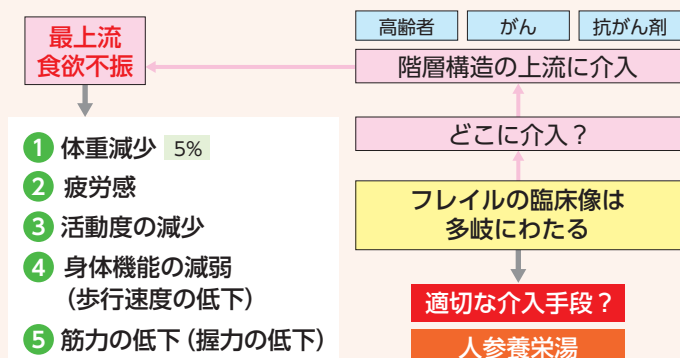 最上流
食欲不振
❶ 体重減少 5%
❷ 疲労感
❸ 活動度の減少
❹ 身体機能の減弱
(歩行速度の低下)
❺ 筋力の低下(握力の低下)
高齢者 がん 抗がん剤
階層構造の上流に介入
どこに介入?
フレイルの臨床像は
多岐にわたる
適切な介入手段?
人参養栄湯